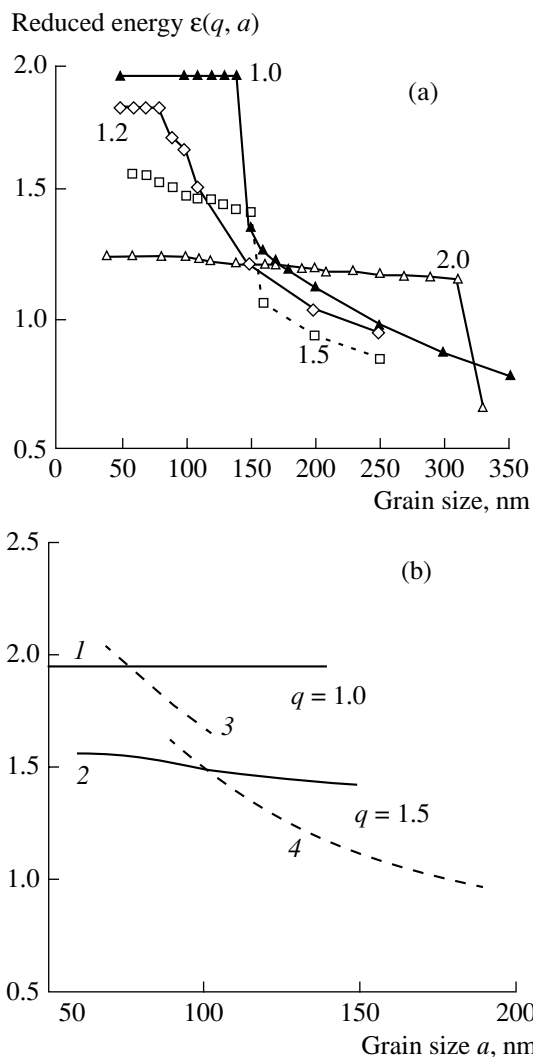 Reduced energy ε(q, a)
2.0
1.0
(a)
1.2
1.5
2.0
1.0
1.5
0.5
0 50 100 150 200 250 300 350
Grain size, nm
2.5
(b)
1
2.0
q = 1.0
3
1.5
2
q = 1.5
4
1.0
0.5
50 100 150 200
Grain size a, nm